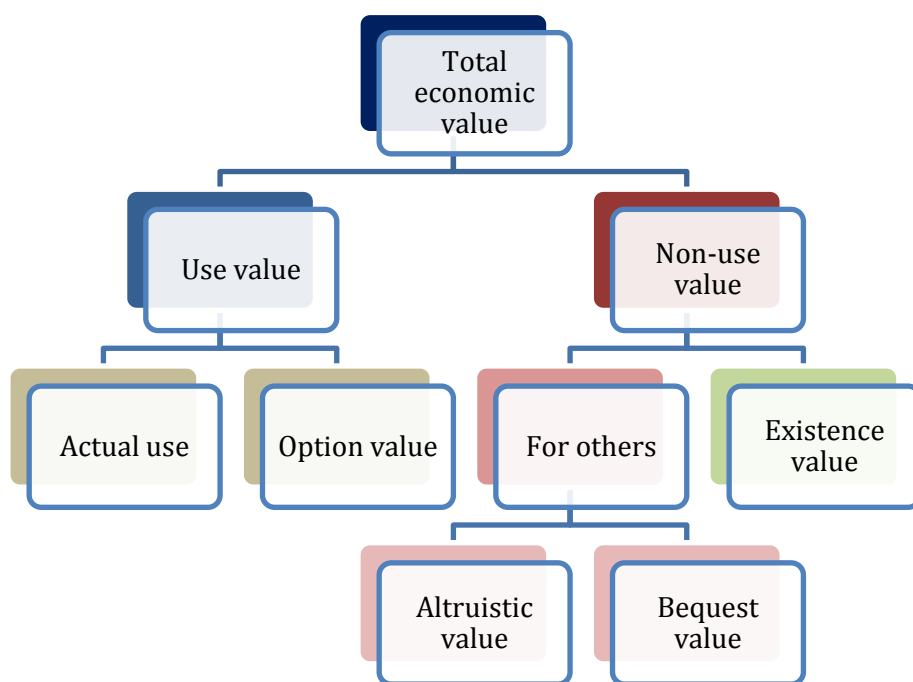 Total
economic
value
Use value
Non-use
value
Actual use
Option value
For others
Existence
value
Altruistic
value
Bequest
value